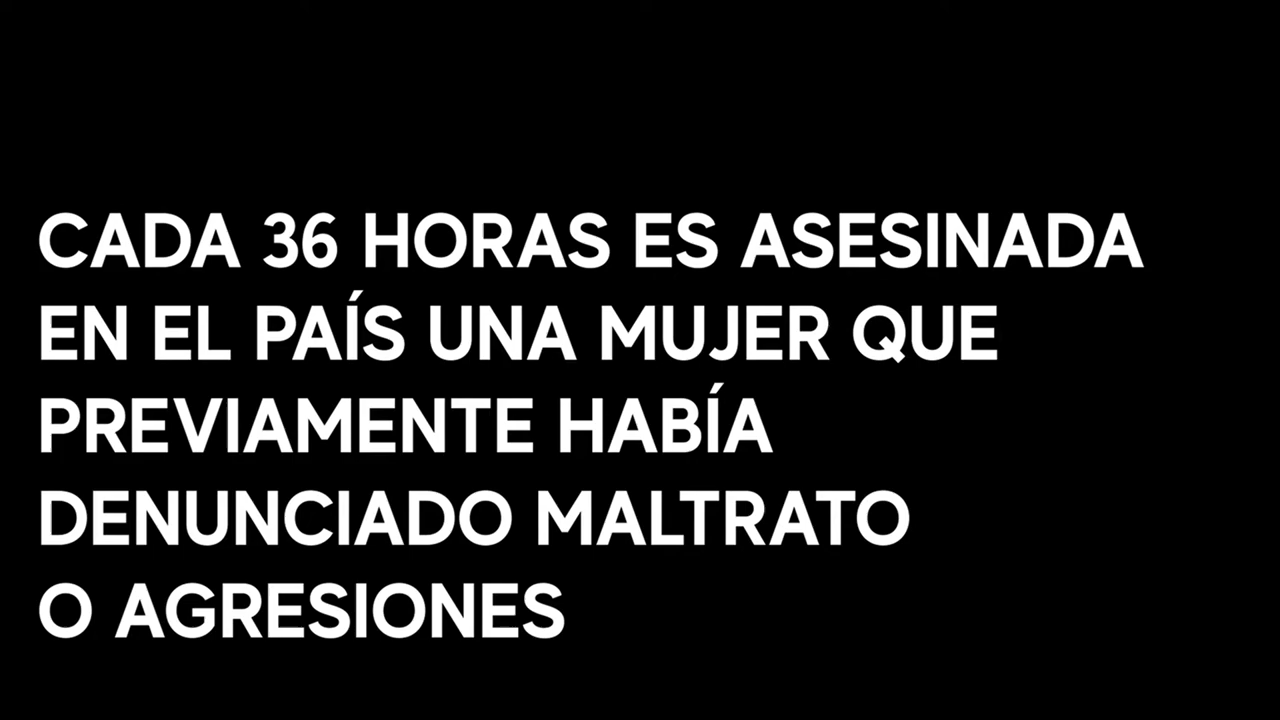 CADA 36 HORAS ES ASESINADA
EN EL PAÍS UNA MUJER QUE
PREVIAMENTE HABÍA
DENUNCIADO MALTRATO
O AGRESIONES